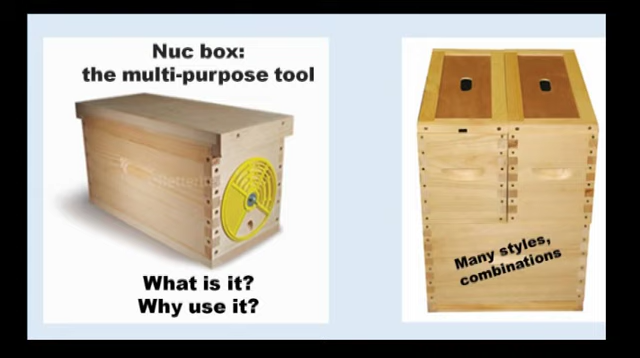 Nuc box:
the multi-purpose tool
What is it?
Why use it?
Many styles,
combinations